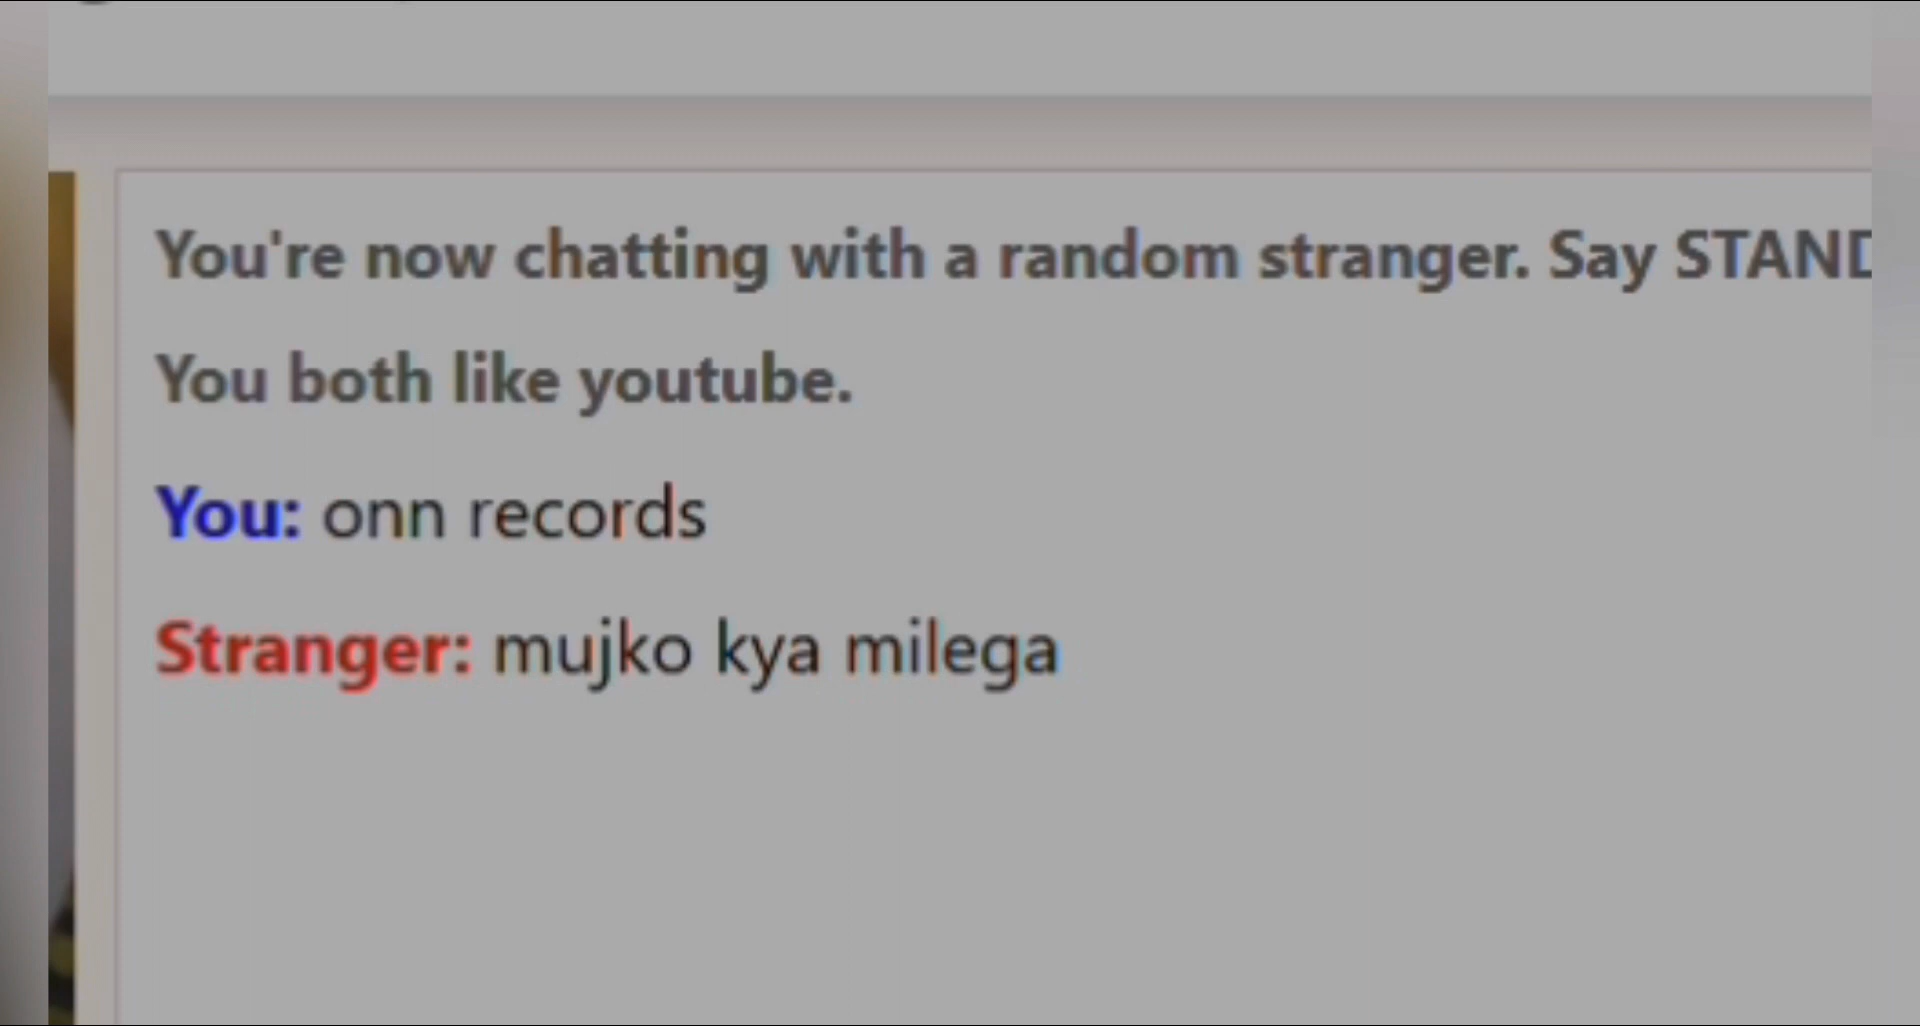 You're now chatting with a random stranger. Say STAND
You both like youtube.
You: onn records
Stranger: mujko kya milega